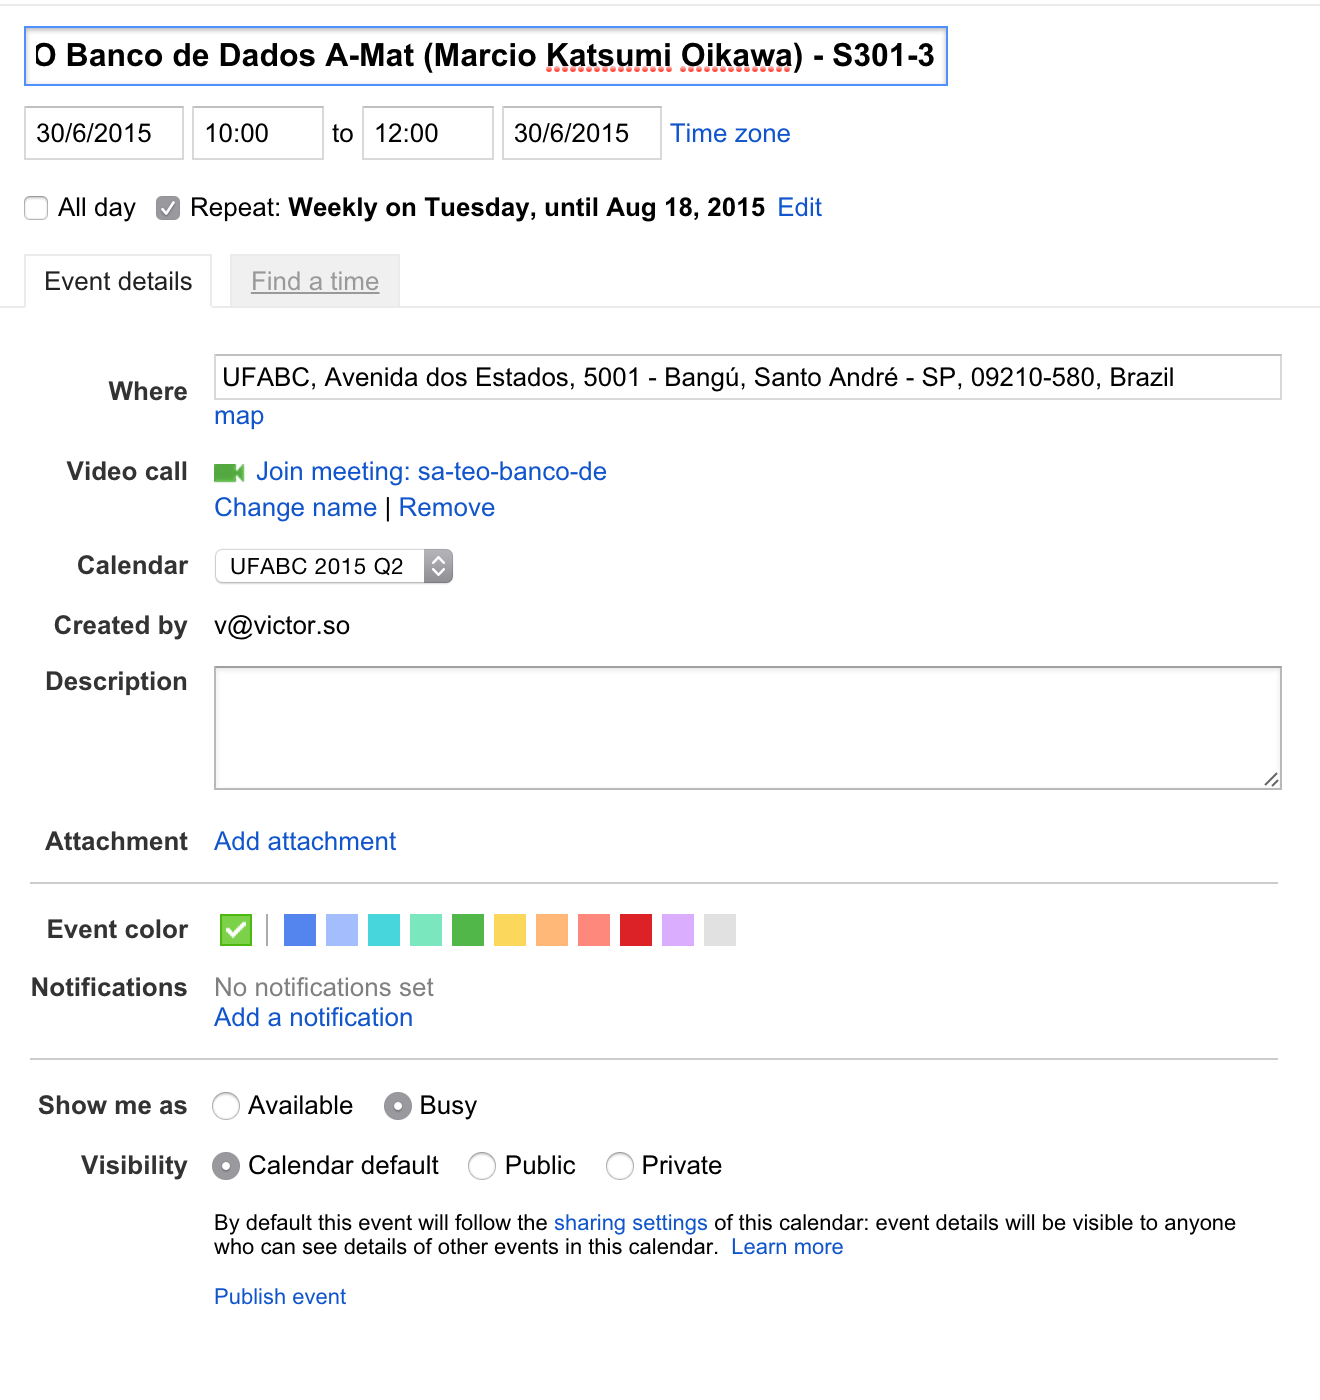 O Banco de Dados A-Mat (Marcio Katsumi Oikawa) - S301-3
30/6/2015 10:00 to 12:00 30/6/2015 Time zone
All day Repeat: Weekly on Tuesday, until Aug 18, 2015 Edit
Event details Find a time
Where UFABC, Avenida dos Estados, 5001 - Bangú, Santo André - SP, 09210-580, Brazil
map
Video call Join meeting: sa-teo-banco-de
Change name | Remove
Calendar UFABC 2015 Q2
Created by v@victor.so
Description
Attachment Add attachment
Event color
Notifications No notifications set
Add a notification
Show me as Available Busy
Visibility Calendar default Public Private
By default this event will follow the sharing settings of this calendar: event details will be visible to anyone
who can see details of other events in this calendar. Learn more
Publish event